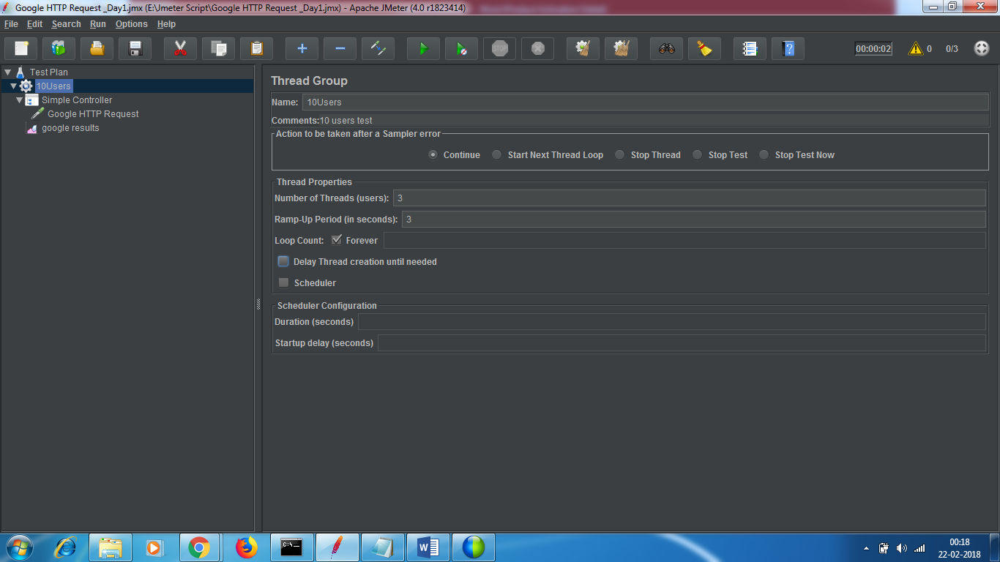 Google HTTP Request _Day1.jmx (E:\Jmeter Script\Google HTTP Request _Day1.jmx) - Apache JMeter (4.0 r1823414)
File Edit Search Run Options Help
STOP 00:00:02 0 0/3
Test Plan
10Users
Simple Controller
Google HTTP Request
google results
Thread Group
Name: 10Users
Comments:10 users test
Action to be taken after a Sampler error
Continue Start Next Thread Loop Stop Thread Stop Test Stop Test Now
Thread Properties
Number of Threads (users): 3
Ramp-Up Period (in seconds): 3
Loop Count: Forever
Delay Thread creation until needed
Scheduler
Scheduler Configuration
Duration (seconds)
Startup delay (seconds)
C:\
W
00:18
22-02-2018